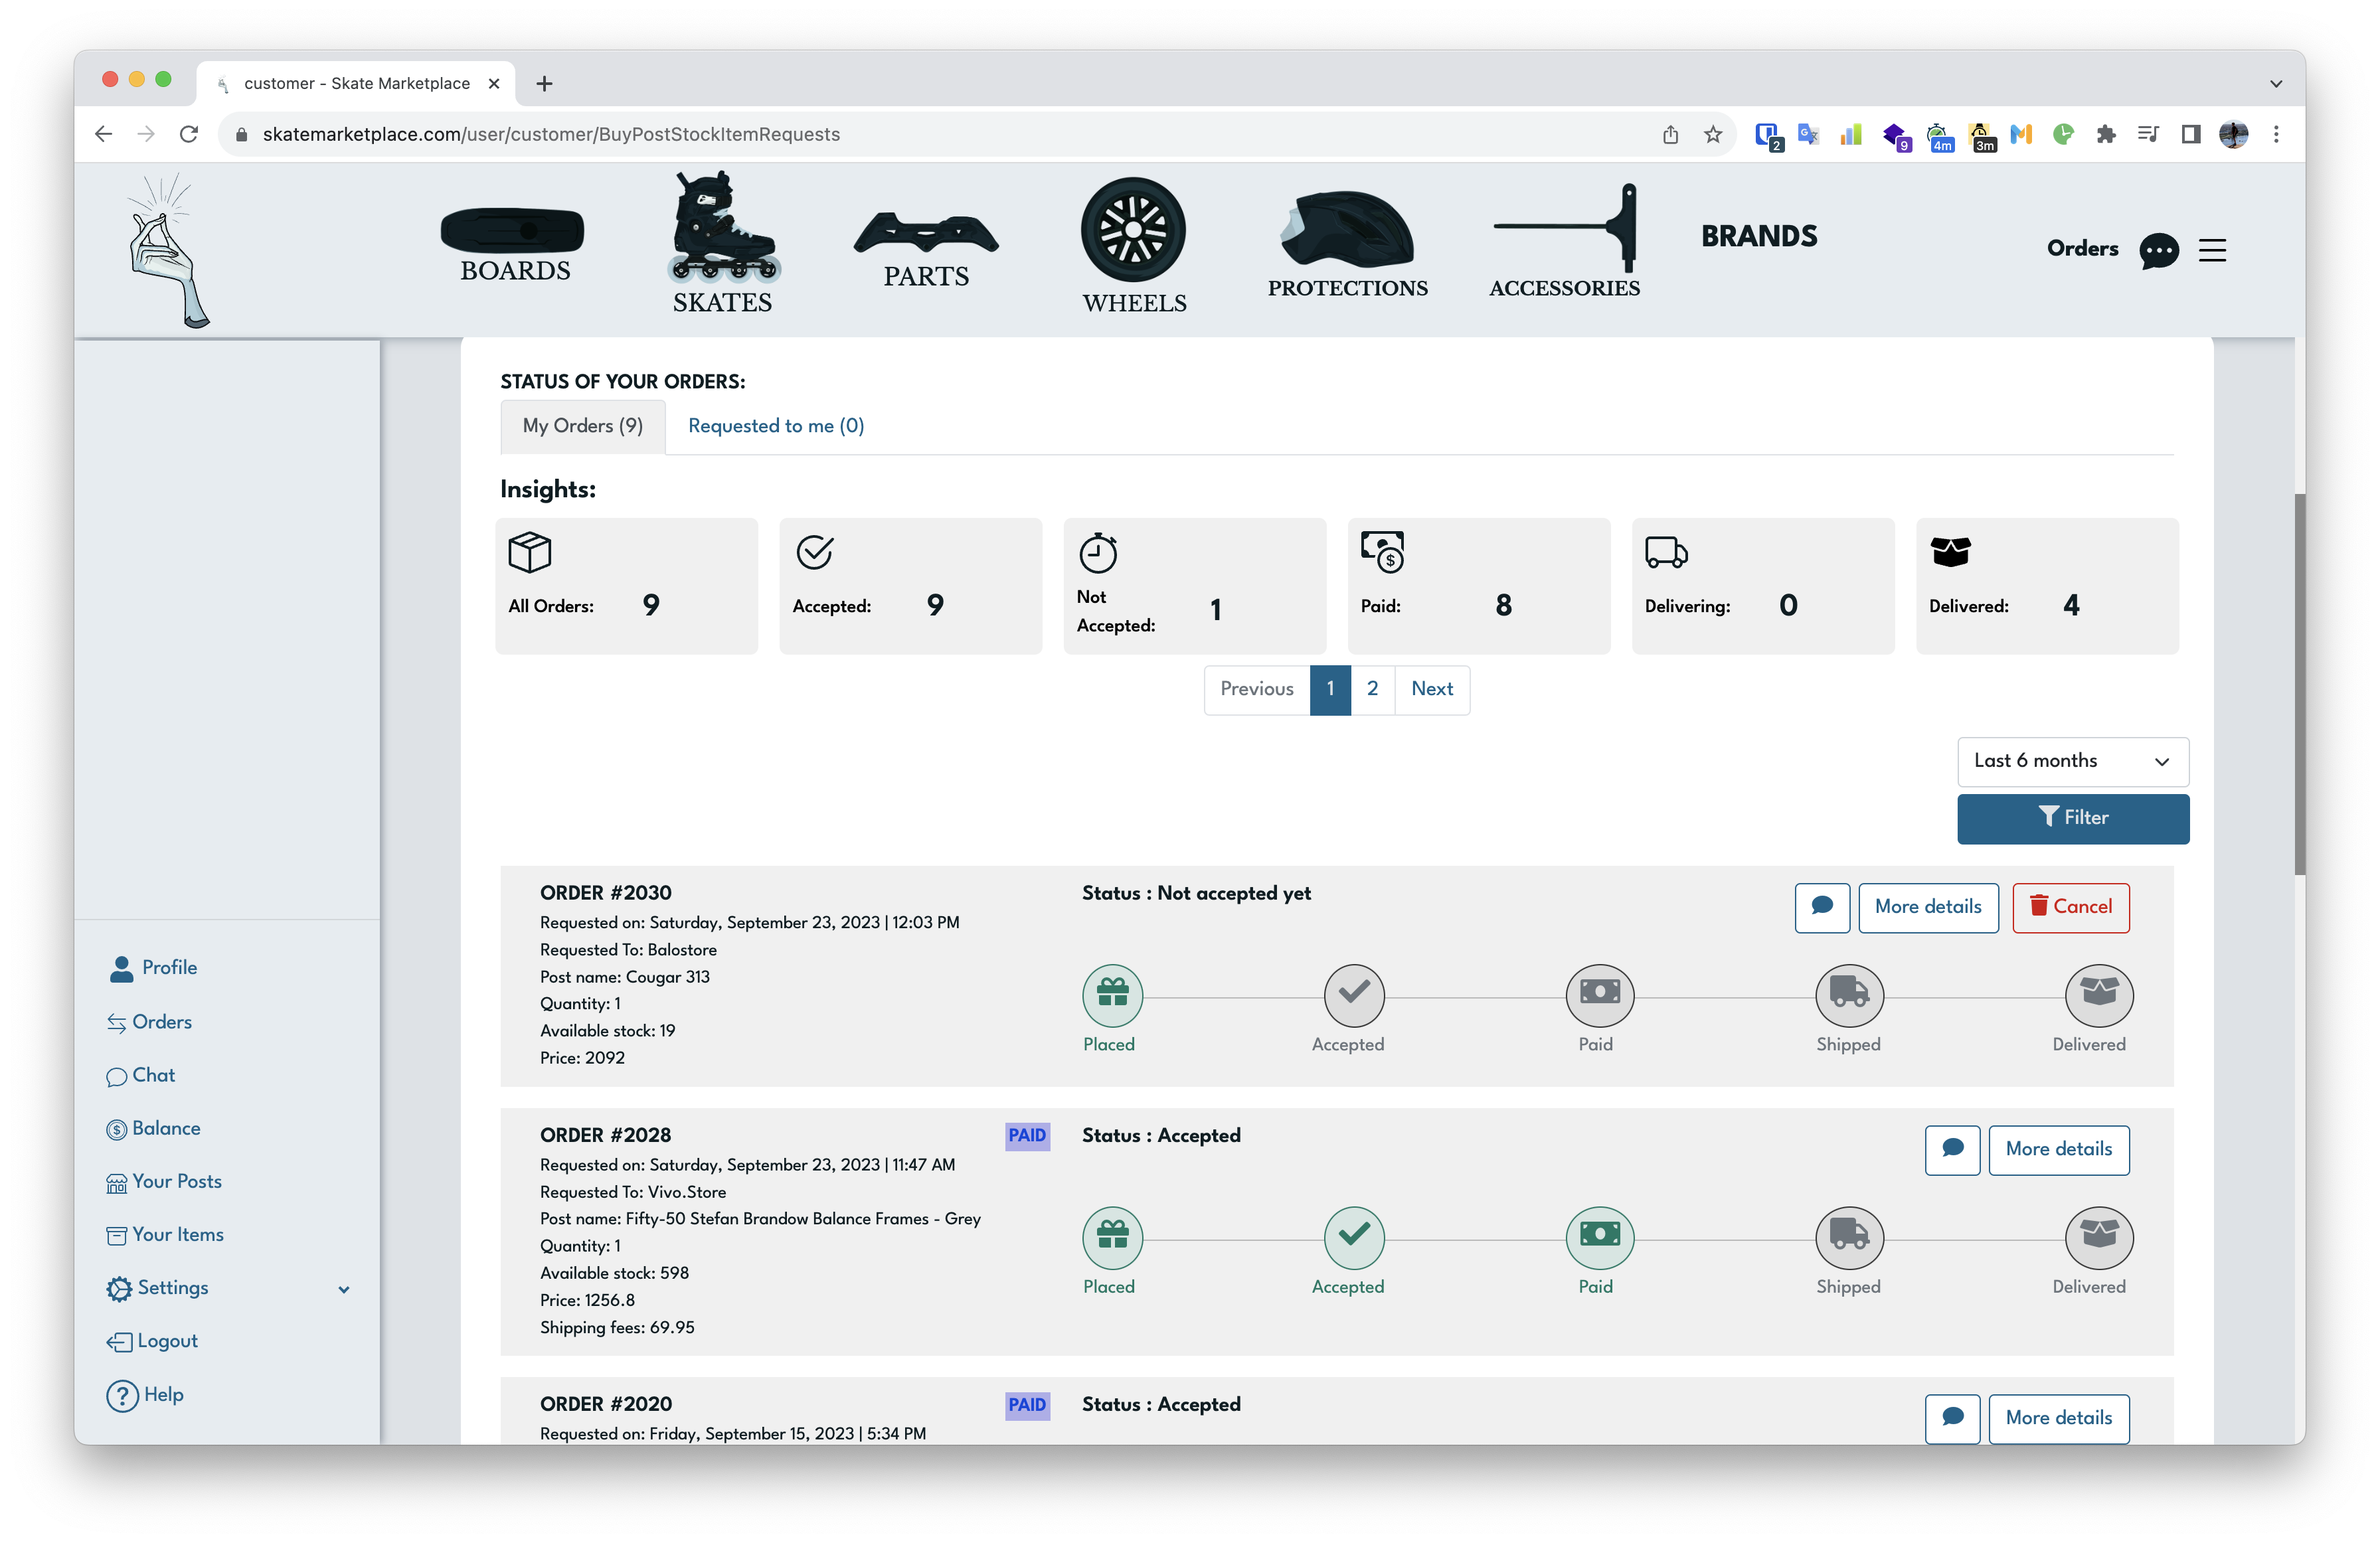 customer - Skate Marketplace
skatemarketplace.com/user/customer/BuyPostStockItemRequests
2
9
4m
3m
BOARDS
SKATES
PARTS
WHEELS
PROTECTIONS
ACCESSORIES
BRANDS
Orders
STATUS OF YOUR ORDERS:
My Orders (9)
Requested to me (0)
Insights:
All Orders: 9
Accepted: 9
Not
Accepted: 1
Paid: 8
Delivering: 0
Delivered: 4
Previous 1 2 Next
Last 6 months
Filter
ORDER #2030
Requested on: Saturday, September 23, 2023 | 12:03 PM
Requested To: Balostore
Post name: Cougar 313
Quantity: 1
Available stock: 19
Price: 2092
Status : Not accepted yet
More details
Cancel
Placed
Accepted
Paid
Shipped
Delivered
ORDER #2028
PAID
Requested on: Saturday, September 23, 2023 | 11:47 AM
Requested To: Vivo.Store
Post name: Fifty-50 Stefan Brandow Balance Frames - Grey
Quantity: 1
Available stock: 598
Price: 1256.8
Shipping fees: 69.95
Status : Accepted
More details
Placed
Accepted
Paid
Shipped
Delivered
ORDER #2020
PAID
Requested on: Friday, September 15, 2023 | 5:34 PM
Status : Accepted
More details
Profile
Orders
Chat
Balance
Your Posts
Your Items
Settings
Logout
Help